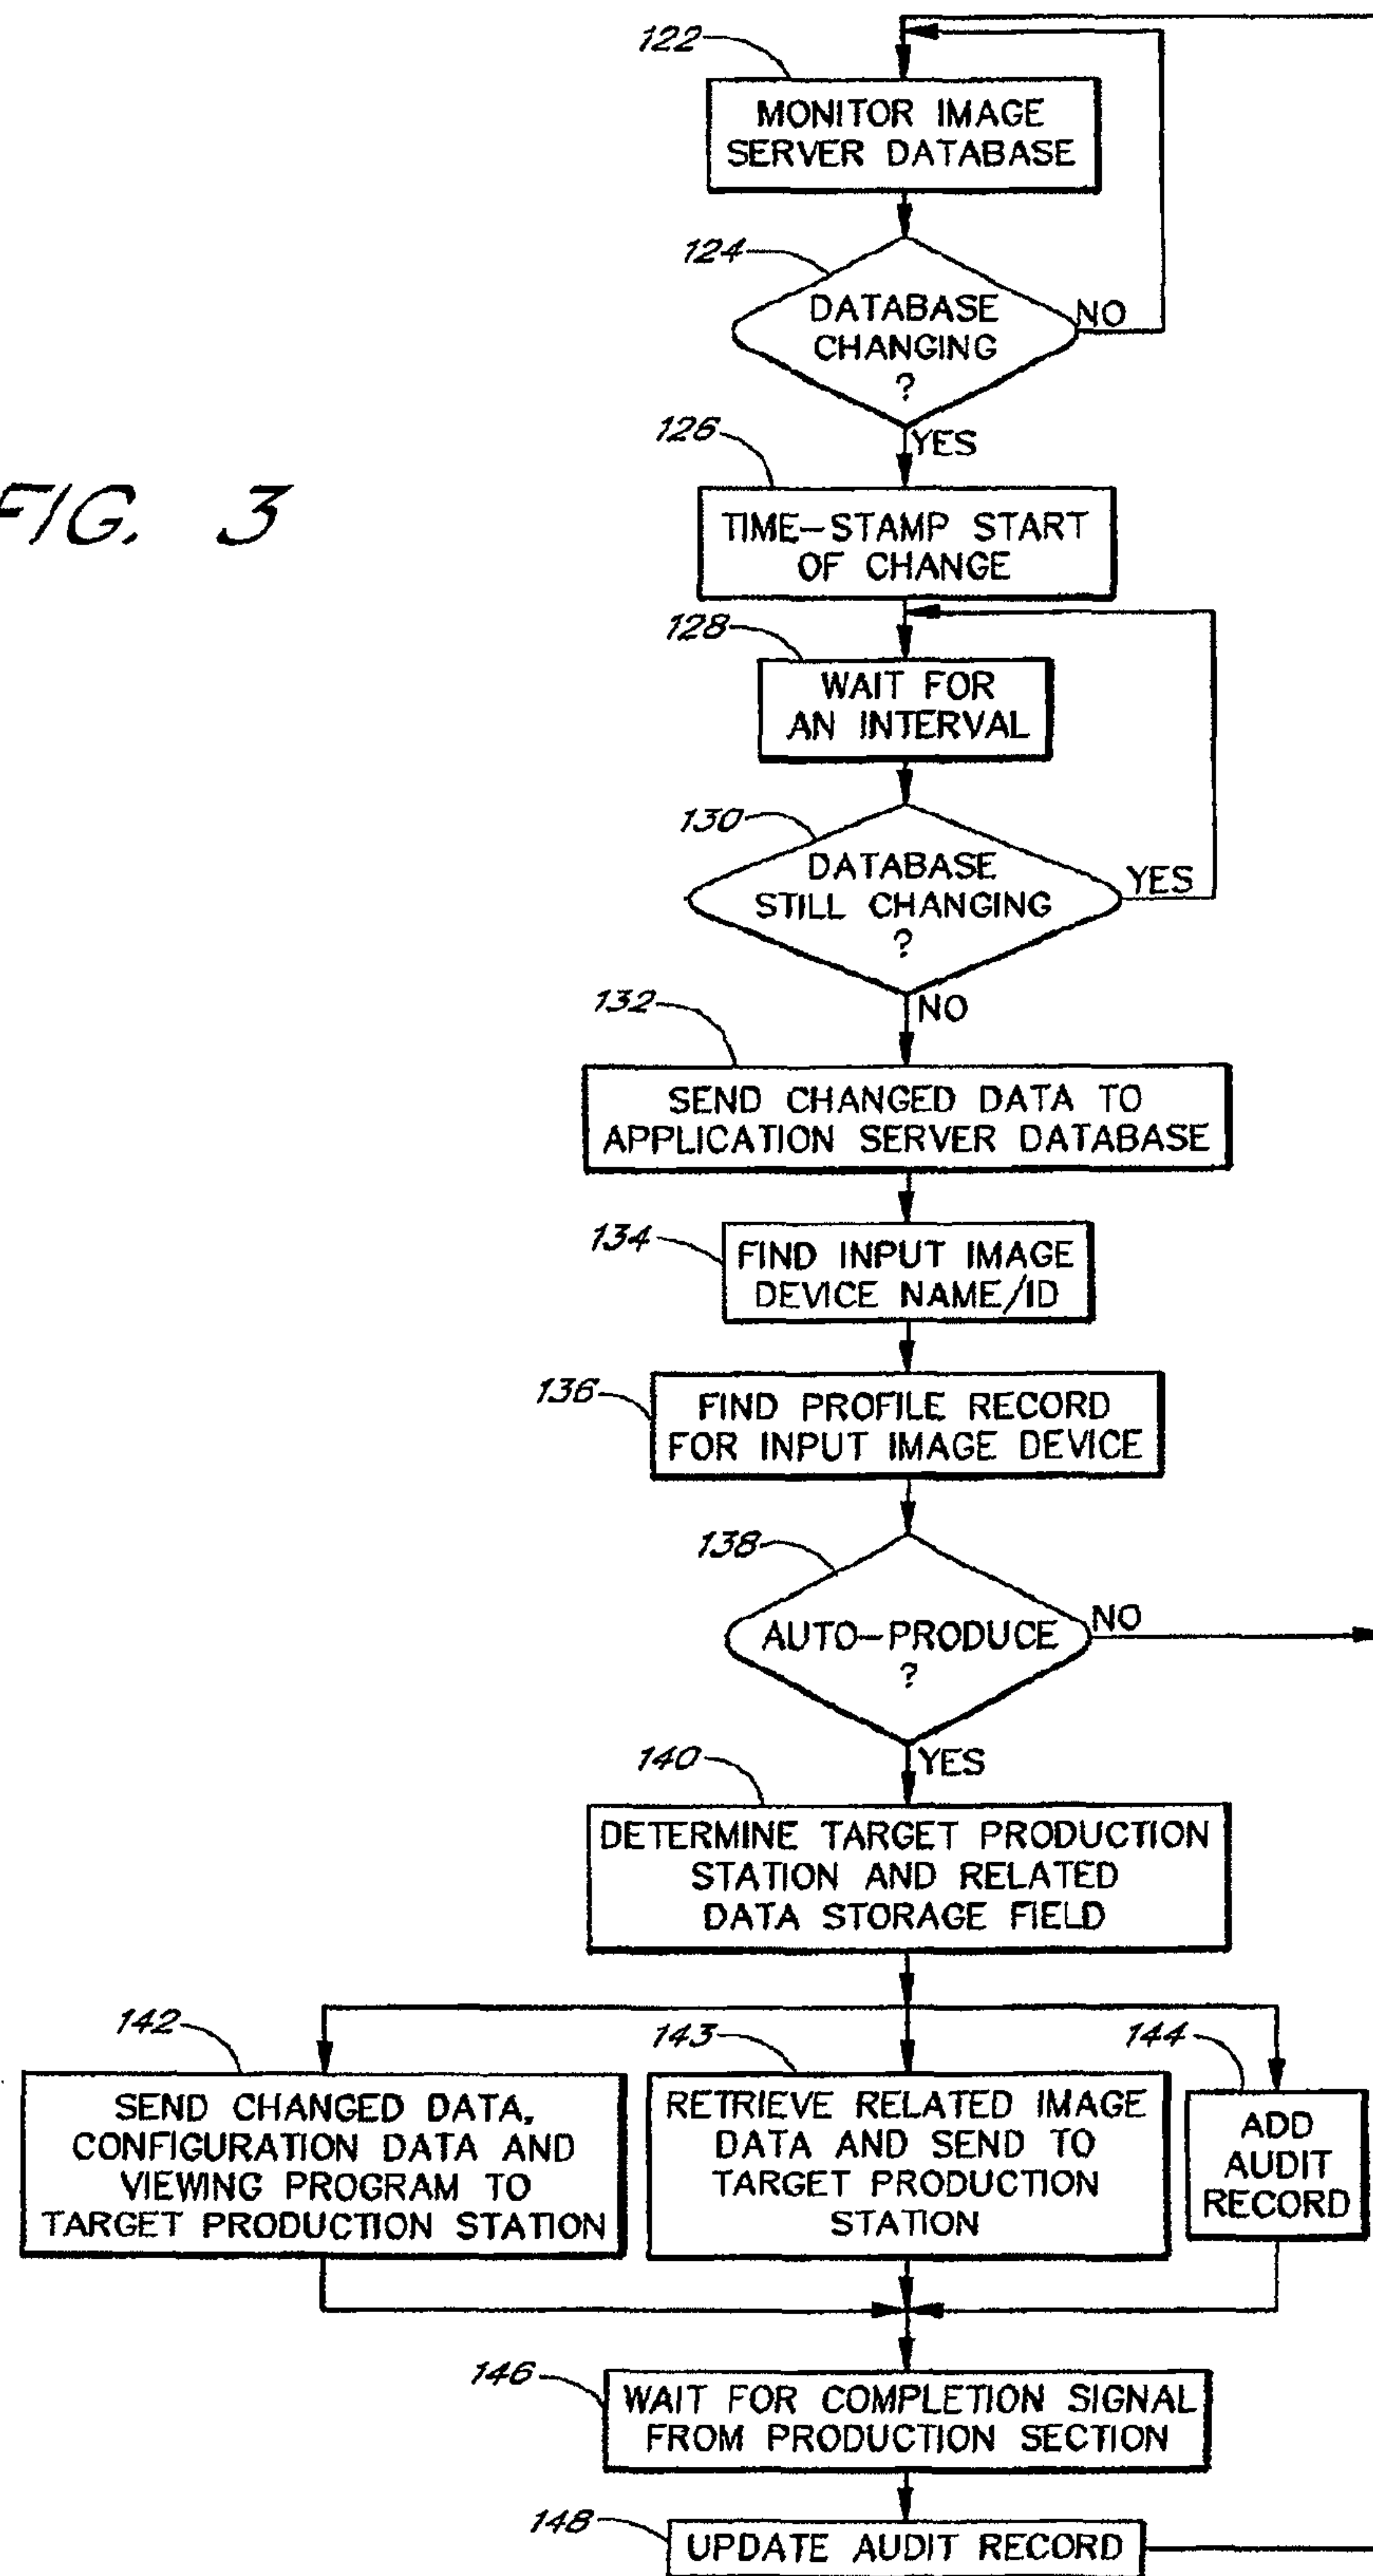 122
MONITOR IMAGE
SERVER DATABASE
124
DATABASE
CHANGING
?
NO
YES
126
FIG. 3
TIME-STAMP START
OF CHANGE
128
WAIT FOR
AN INTERVAL
130
DATABASE
STILL CHANGING
?
YES
NO
132
SEND CHANGED DATA TO
APPLICATION SERVER DATABASE
134
FIND INPUT IMAGE
DEVICE NAME/ID
136
FIND PROFILE RECORD
FOR INPUT IMAGE DEVICE
138
AUTO-PRODUCE
?
NO
YES
140
DETERMINE TARGET PRODUCTION
STATION AND RELATED
DATA STORAGE FIELD
142
SEND CHANGED DATA,
CONFIGURATION DATA AND
VIEWING PROGRAM TO
TARGET PRODUCTION STATION
143
RETRIEVE RELATED IMAGE
DATA AND SEND TO
TARGET PRODUCTION
STATION
144
ADD
AUDIT
RECORD
146
WAIT FOR COMPLETION SIGNAL
FROM PRODUCTION SECTION
148
UPDATE AUDIT RECORD